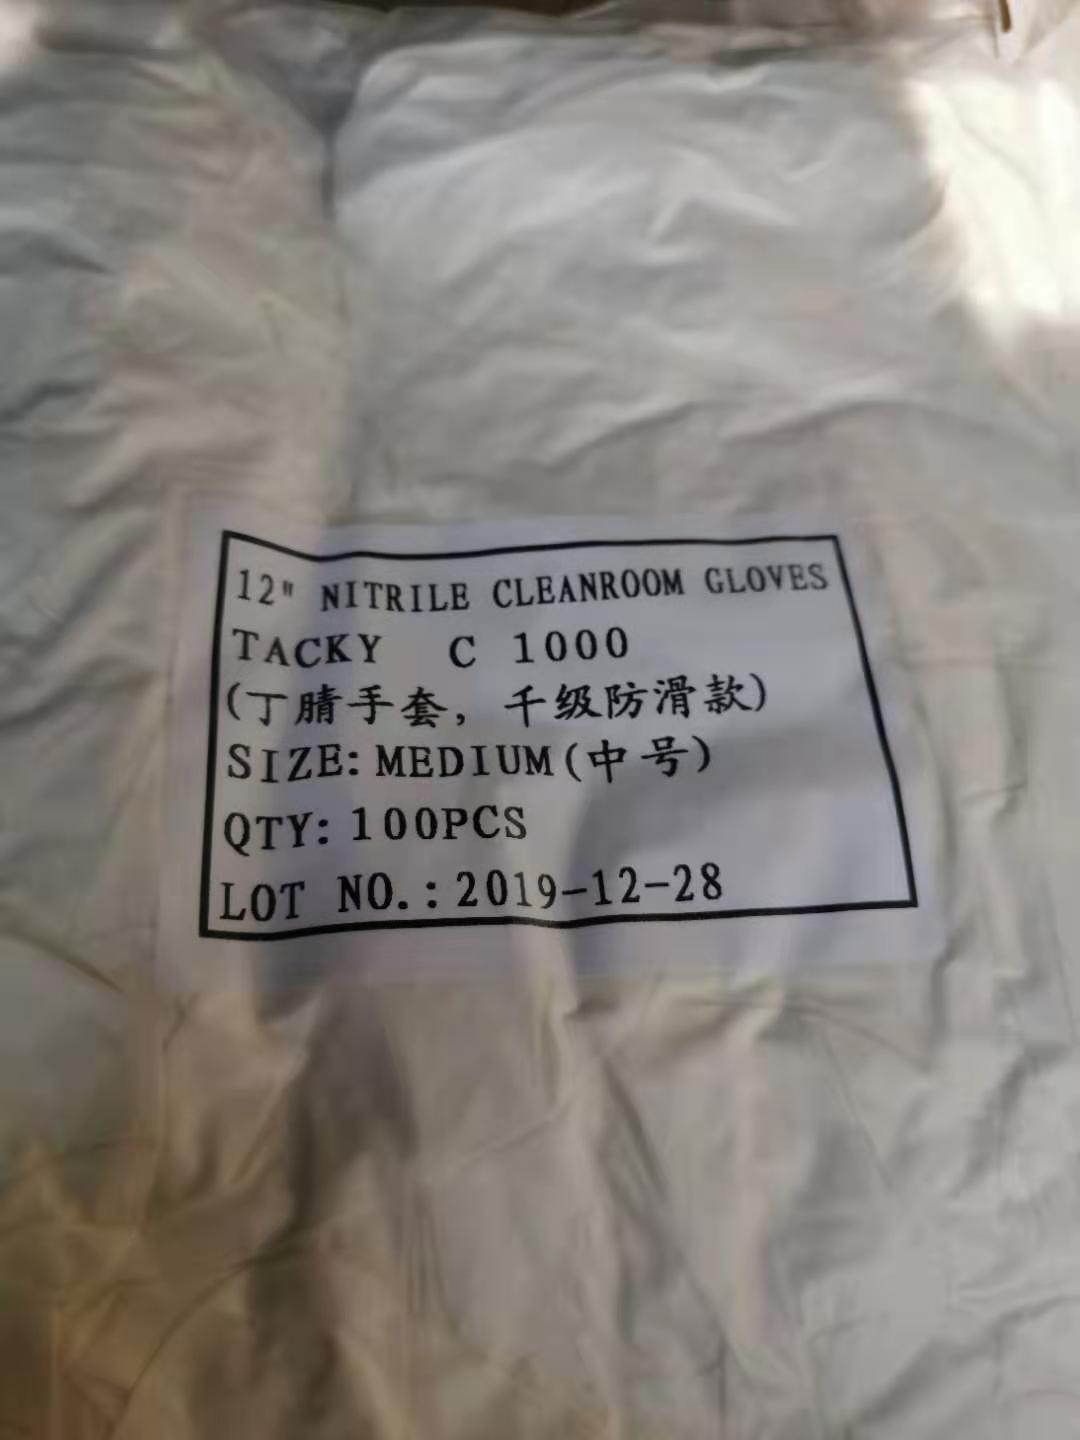 12" NITRILE CLEANROOM GLOVES
TACKY C 1000
(丁腈手套，千级防滑款)
SIZE: MEDIUM(中号)
QTY: 100PCS
LOT NO.: 2019-12-28